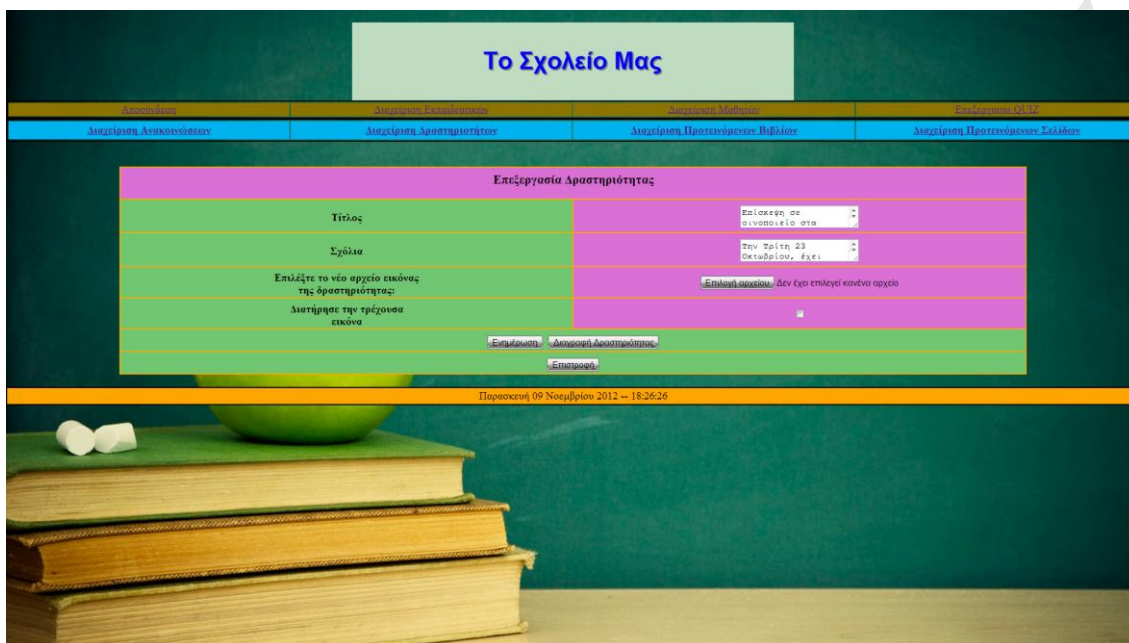 Το Σχολείο Μας
Αποσύνδεση Διαχείριση Εκπαιδευτικών Διαχείριση Μαθητών Επεξεργασία QUIZ
Διαχείριση Ανακοινώσεων Διαχείριση Δραστηριοτήτων Διαχείριση Προτεινόμενων Βιβλίων Διαχείριση Προτεινόμενων Σελίδων
Επεξεργασία Δραστηριότητας
Τίτλος
Επίσκεψη σε
οινοποιείο στα
Σχόλια
Την Τρίτη 23
Οκτωβρίου, έχει
Επιλέξτε το νέο αρχείο εικόνας
της δραστηριότητας:
Επιλογή αρχείου Δεν έχει επιλεγεί κανένα αρχείο
Διατήρησε την τρέχουσα
εικόνα
Ενημέρωση Διαγραφή Δραστηριότητας
Επιστροφή
Παρασκευή 09 Νοεμβρίου 2012 -- 18:26:26